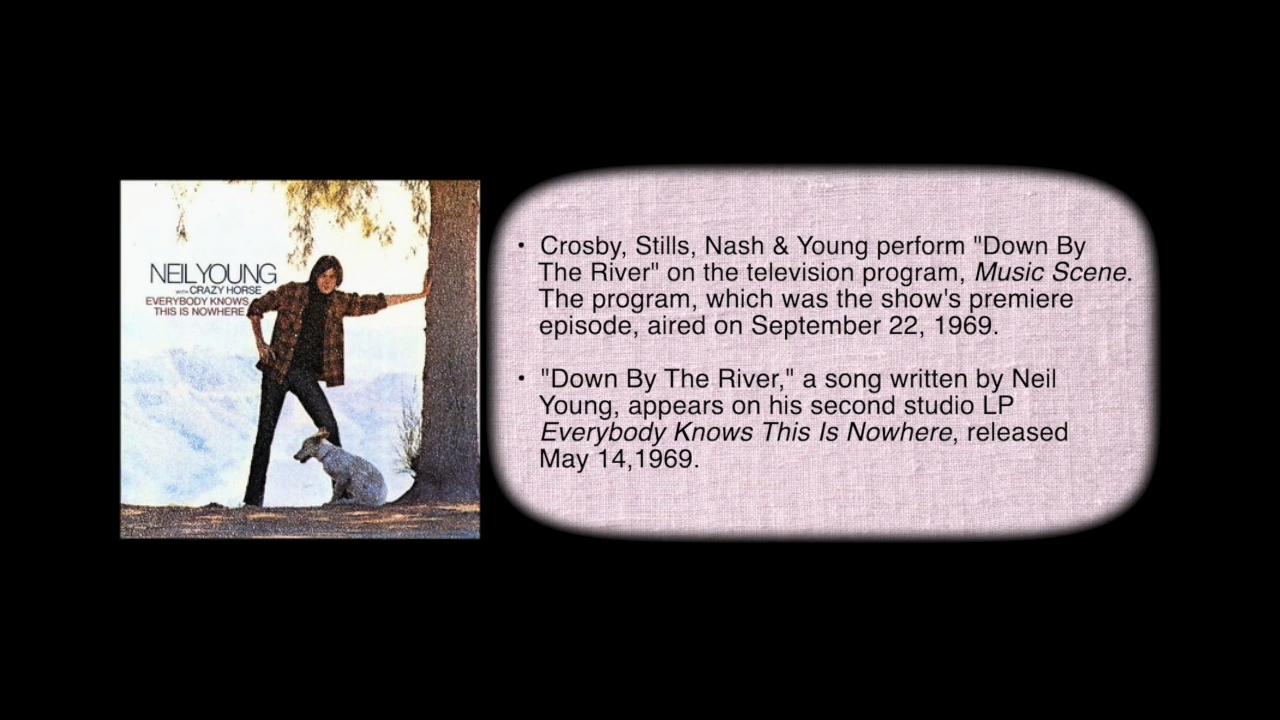 NEIL YOUNG
WITH CRAZY HORSE
EVERYBODY KNOWS
THIS IS NOWHERE
• Crosby, Stills, Nash & Young perform "Down By
The River" on the television program, Music Scene.
The program, which was the show's premiere
episode, aired on September 22, 1969.
• "Down By The River," a song written by Neil
Young, appears on his second studio LP
Everybody Knows This Is Nowhere, released
May 14,1969.